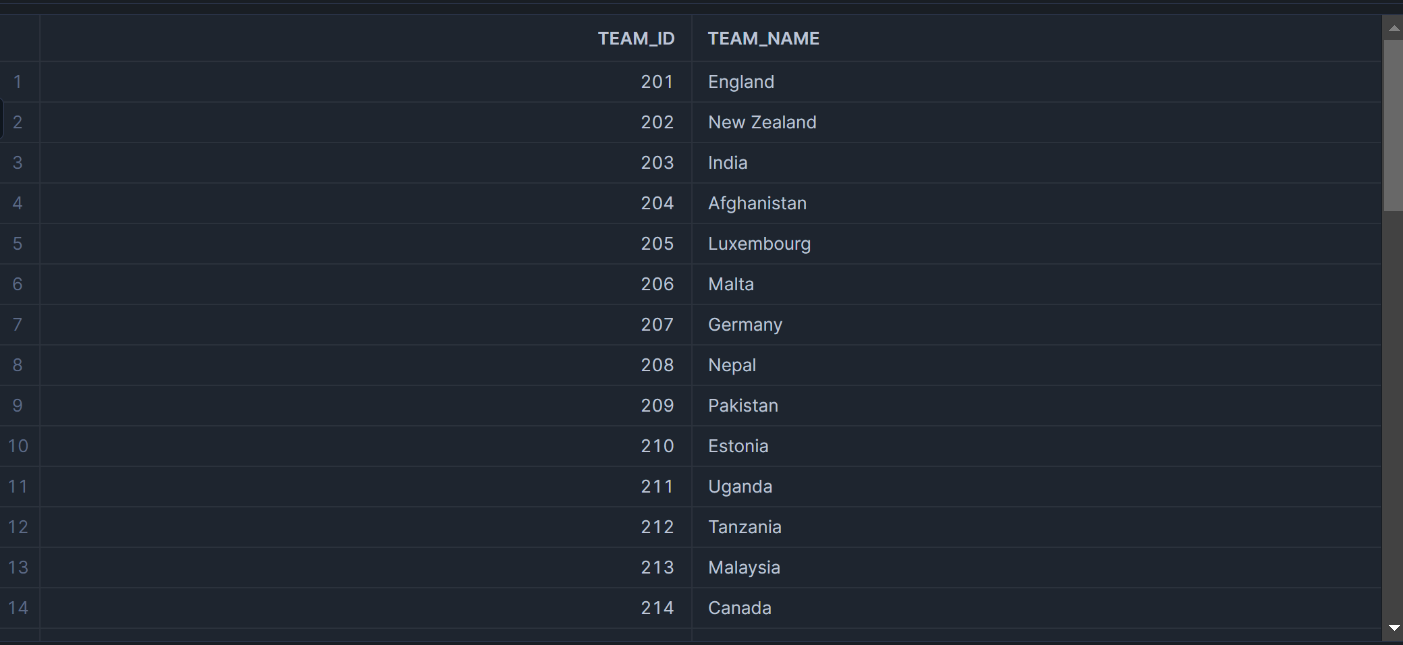 TEAM_ID TEAM_NAME
1 201 England
2 202 New Zealand
3 203 India
4 204 Afghanistan
5 205 Luxembourg
6 206 Malta
7 207 Germany
8 208 Nepal
9 209 Pakistan
10 210 Estonia
11 211 Uganda
12 212 Tanzania
13 213 Malaysia
14 214 Canada